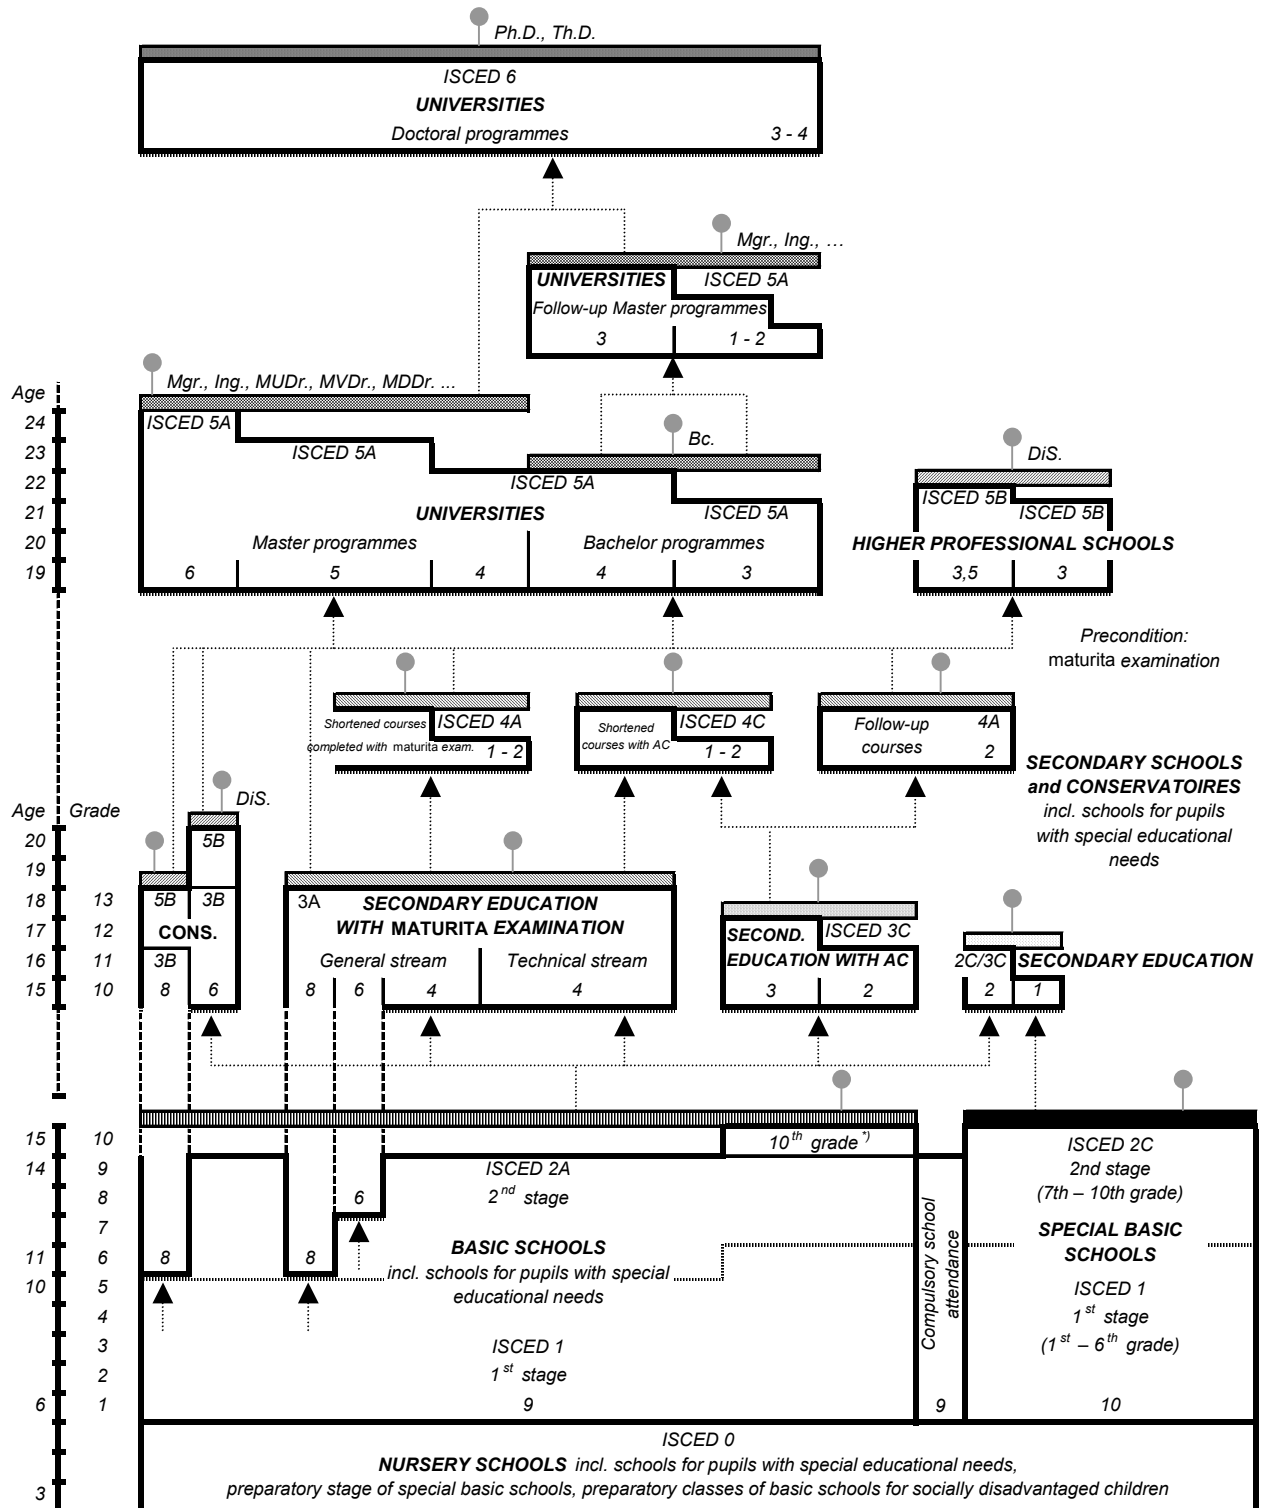 Ph.D., Th.D.
ISCED 6
UNIVERSITIES
Doctoral programmes 3 - 4
Mgr., Ing., …
UNIVERSITIES ISCED 5A
Follow-up Master programmes
3 1 - 2
Mgr., Ing., MUDr., MVDr., MDDr. ...
Age
24 ISCED 5A
23 ISCED 5A
Bc.
DiS.
22 ISCED 5A
ISCED 5B
21 UNIVERSITIES ISCED 5A ISCED 5B
20 Master programmes Bachelor programmes HIGHER PROFESSIONAL SCHOOLS
19 6 5 4 4 3 3,5 3
Precondition:
maturita examination
Shortened courses ISCED 4A
completed with maturita exam. 1 - 2
Shortened ISCED 4C
courses with AC 1 - 2
Follow-up 4A
courses 2
SECONDARY SCHOOLS
and CONSERVATOIRES
incl. schools for pupils
with special educational
needs
DiS.
Age Grade
20 5B
19
18 13 5B 3B 3A SECONDARY EDUCATION
17 12 CONS. WITH MATURITA EXAMINATION SECOND. ISCED 3C
16 11 3B General stream Technical stream EDUCATION WITH AC 2C/3C SECONDARY EDUCATION
15 10 8 6 8 6 4 4 3 2 2 1
15 10 10th grade *) ISCED 2C
14 9 ISCED 2A 2nd stage
8 6 2nd stage (7th – 10th grade)
7
SPECIAL BASIC
SCHOOLS
11 6 8 8 BASIC SCHOOLS
10 5 incl. schools for pupils with special
educational needs
Compulsory school
attendance
ISCED 1
4 1st stage
3 ISCED 1 (1st – 6th grade)
2 1st stage
6 1 9 9 10
ISCED 0
NURSERY SCHOOLS incl. schools for pupils with special educational needs,
3 preparatory stage of special basic schools, preparatory classes of basic schools for socially disadvantaged children